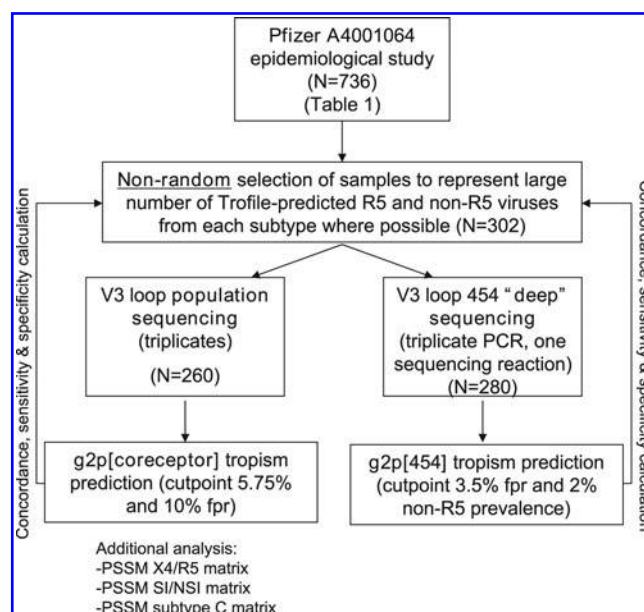 Pfizer A4001064
epidemiological study
(N=736)
(Table 1)
Non-random selection of samples to represent large
number of Trofile-predicted R5 and non-R5 viruses
from each subtype where possible (N=302)
V3 loop population
sequencing
(triplicates)
(N=260)
V3 loop 454 “deep”
sequencing
(triplicate PCR, one
sequencing reaction)
(N=280)
g2p[coreceptor] tropism
prediction (cutpoint 5.75%
and 10% fpr)
g2p[454] tropism prediction
(cutpoint 3.5% fpr and 2%
non-R5 prevalence)
Concordance, sensitivity & specificity calculation
Concordance, sensitivity & specificity calculation
Additional analysis:
-PSSM X4/R5 matrix
-PSSM SI/NSI matrix
-PSSM subtype C matrix